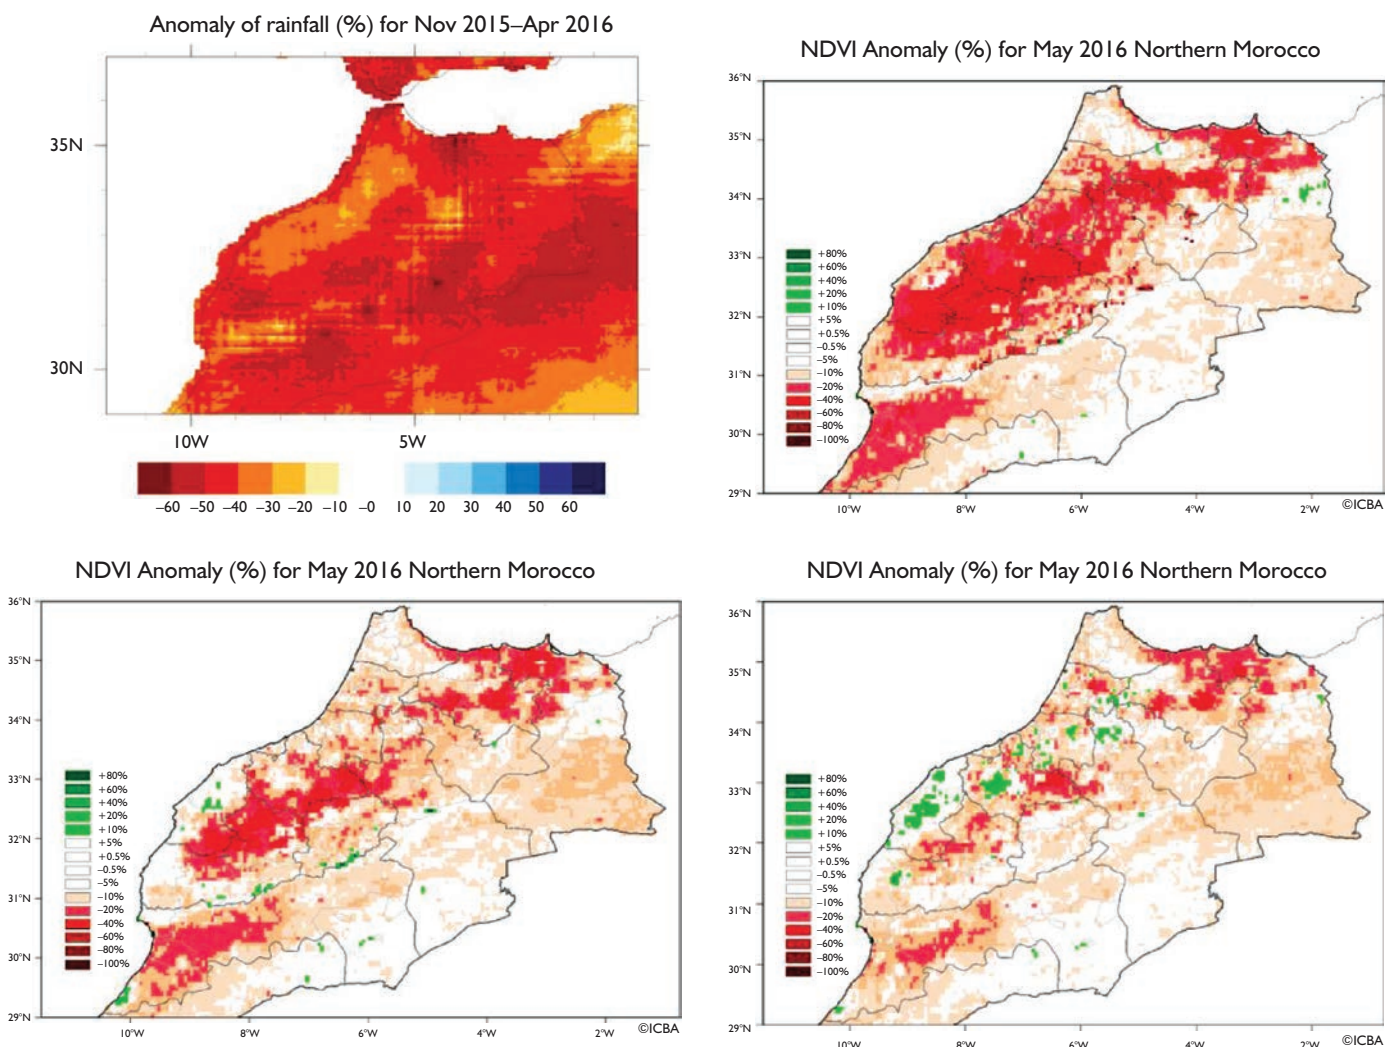 Anomaly of rainfall (%) for Nov 2015–Apr 2016
35N
30N
10W 5W
–60 –50 –40 –30 –20 –10 –0 10 20 30 40 50 60
NDVI Anomaly (%) for May 2016 Northern Morocco
36°N
35°N
34°N
33°N
32°N
31°N
30°N
29°N
+80%
+60%
+40%
+20%
+10%
+5%
+0.5%
–0.5%
–5%
–10%
–20%
–40%
–60%
–80%
–100%
10°W 8°W 6°W 4°W 2°W
©ICBA
NDVI Anomaly (%) for May 2016 Northern Morocco
36°N
35°N
34°N
33°N
32°N
31°N
30°N
29°N
+80%
+60%
+40%
+20%
+10%
+5%
+0.5%
–0.5%
–5%
–10%
–20%
–40%
–60%
–80%
–100%
10°W 8°W 6°W 4°W 2°W
©ICBA
NDVI Anomaly (%) for May 2016 Northern Morocco
36°N
35°N
34°N
33°N
32°N
31°N
30°N
29°N
+80%
+60%
+40%
+20%
+10%
+5%
+0.5%
–0.5%
–5%
–10%
–20%
–40%
–60%
–80%
–100%
10°W 8°W 6°W 4°W 2°W
©ICBA